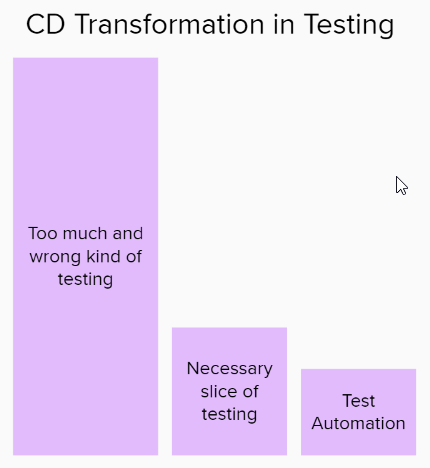 CD Transformation in Testing
Too much and
wrong kind of
testing
Necessary
slice of
testing
Test
Automation